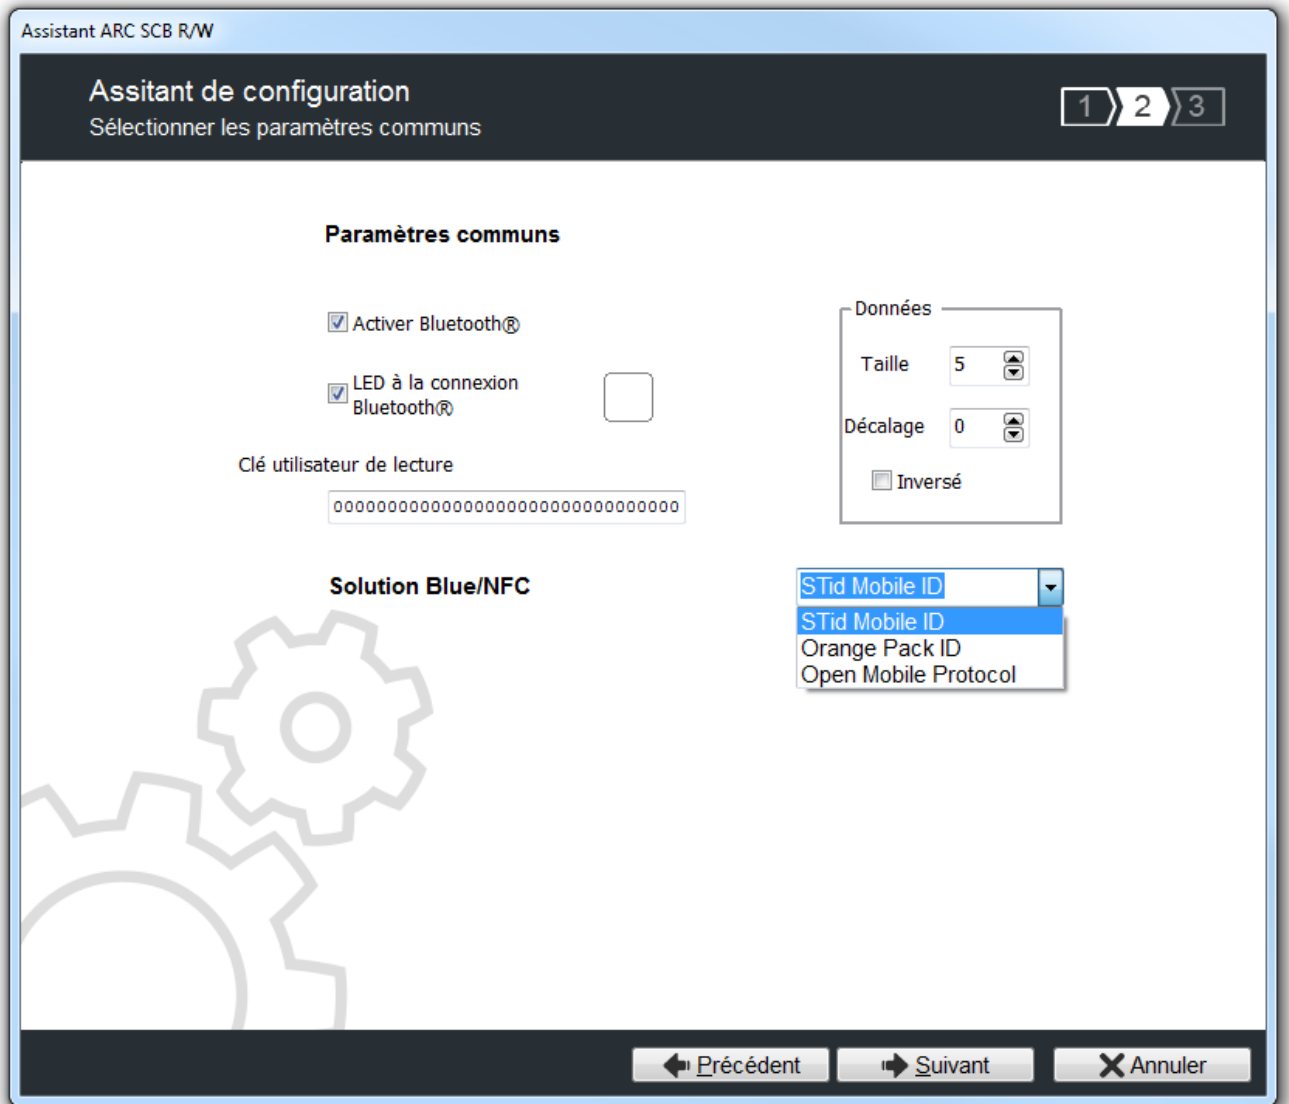 Assistant ARC SCB R/W
Assitant de configuration
Sélectionner les paramètres communs
1 2 3
Paramètres communs
Activer Bluetooth®
LED à la connexion
Bluetooth®
Clé utilisateur de lecture
00000000000000000000000000000000
Données
Taille 5
Décalage 0
Inversé
Solution Blue/NFC
STid Mobile ID
STid Mobile ID
Orange Pack ID
Open Mobile Protocol
Précédent
Suivant
Annuler